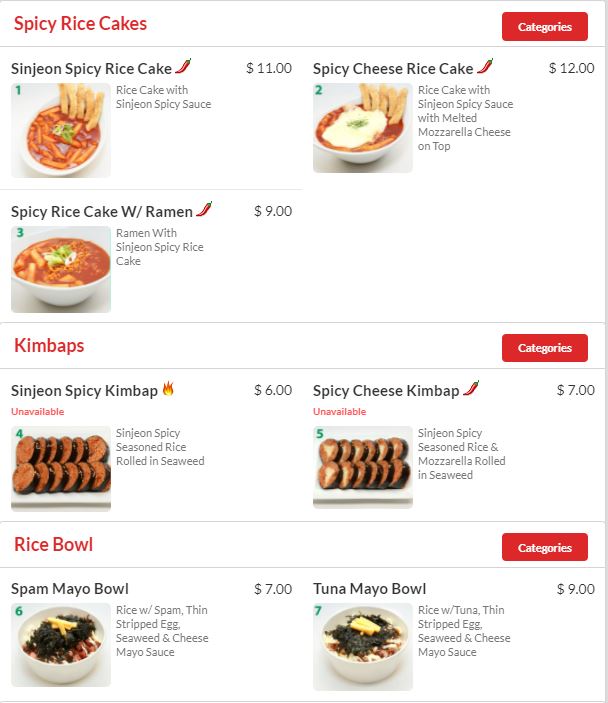 Spicy Rice Cakes
Categories
Sinjeon Spicy Rice Cake
$ 11.00
1
Rice Cake with
Sinjeon Spicy Sauce
Spicy Cheese Rice Cake
$ 12.00
2
Rice Cake with
Sinjeon Spicy Sauce
with Melted
Mozzarella Cheese
on Top
Spicy Rice Cake W/ Ramen
$ 9.00
3
Ramen With
Sinjeon Spicy Rice
Cake
Kimbaps
Categories
Sinjeon Spicy Kimbap
$ 6.00
Unavailable
4
Sinjeon Spicy
Seasoned Rice
Rolled in Seaweed
Spicy Cheese Kimbap
$ 7.00
Unavailable
5
Sinjeon Spicy
Seasoned Rice &
Mozzarella Rolled
in Seaweed
Rice Bowl
Categories
Spam Mayo Bowl
$ 7.00
6
Rice w/ Spam, Thin
Stripped Egg,
Seaweed & Cheese
Mayo Sauce
Tuna Mayo Bowl
$ 9.00
7
Rice w/Tuna, Thin
Stripped Egg,
Seaweed & Cheese
Mayo Sauce